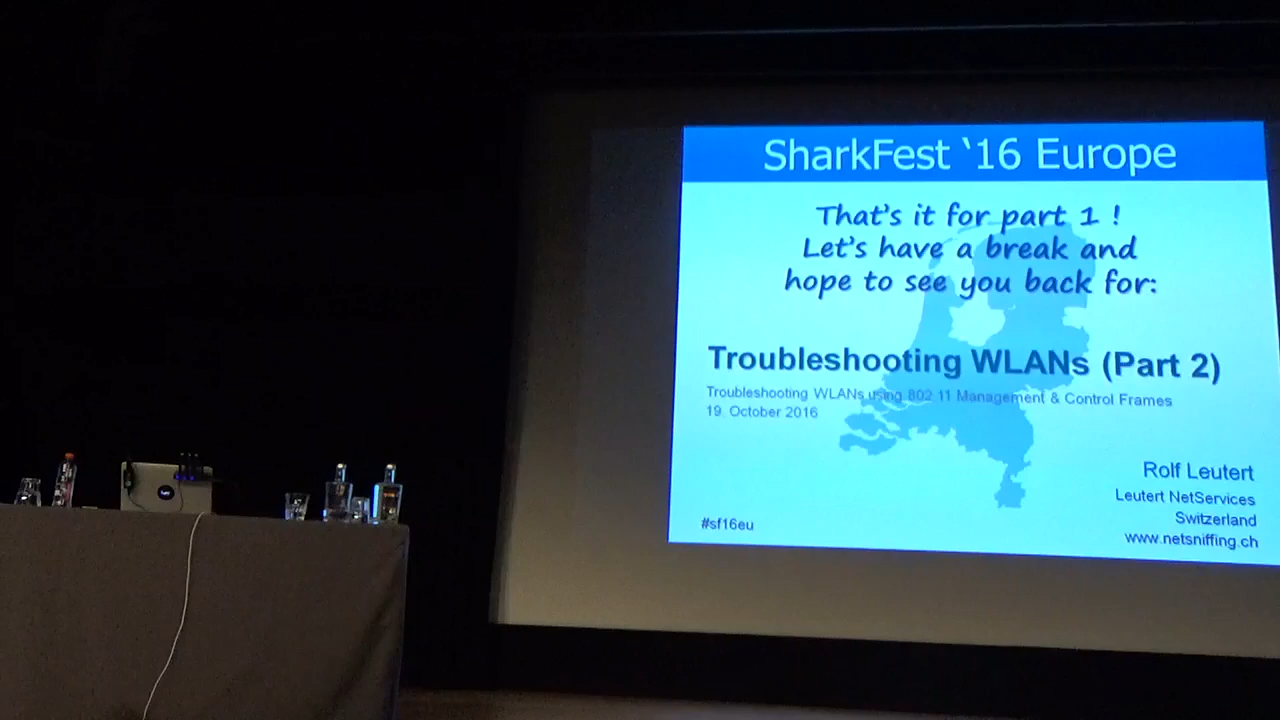 SharkFest ‘16 Europe
That's it for part 1 !
Let's have a break and
hope to see you back for:
Troubleshooting WLANs (Part 2)
Troubleshooting WLANs using 802 11 Management & Control Frames
19. October 2016
Rolf Leutert
Leutert NetServices
Switzerland
#sf16eu
www.netsniffing.ch